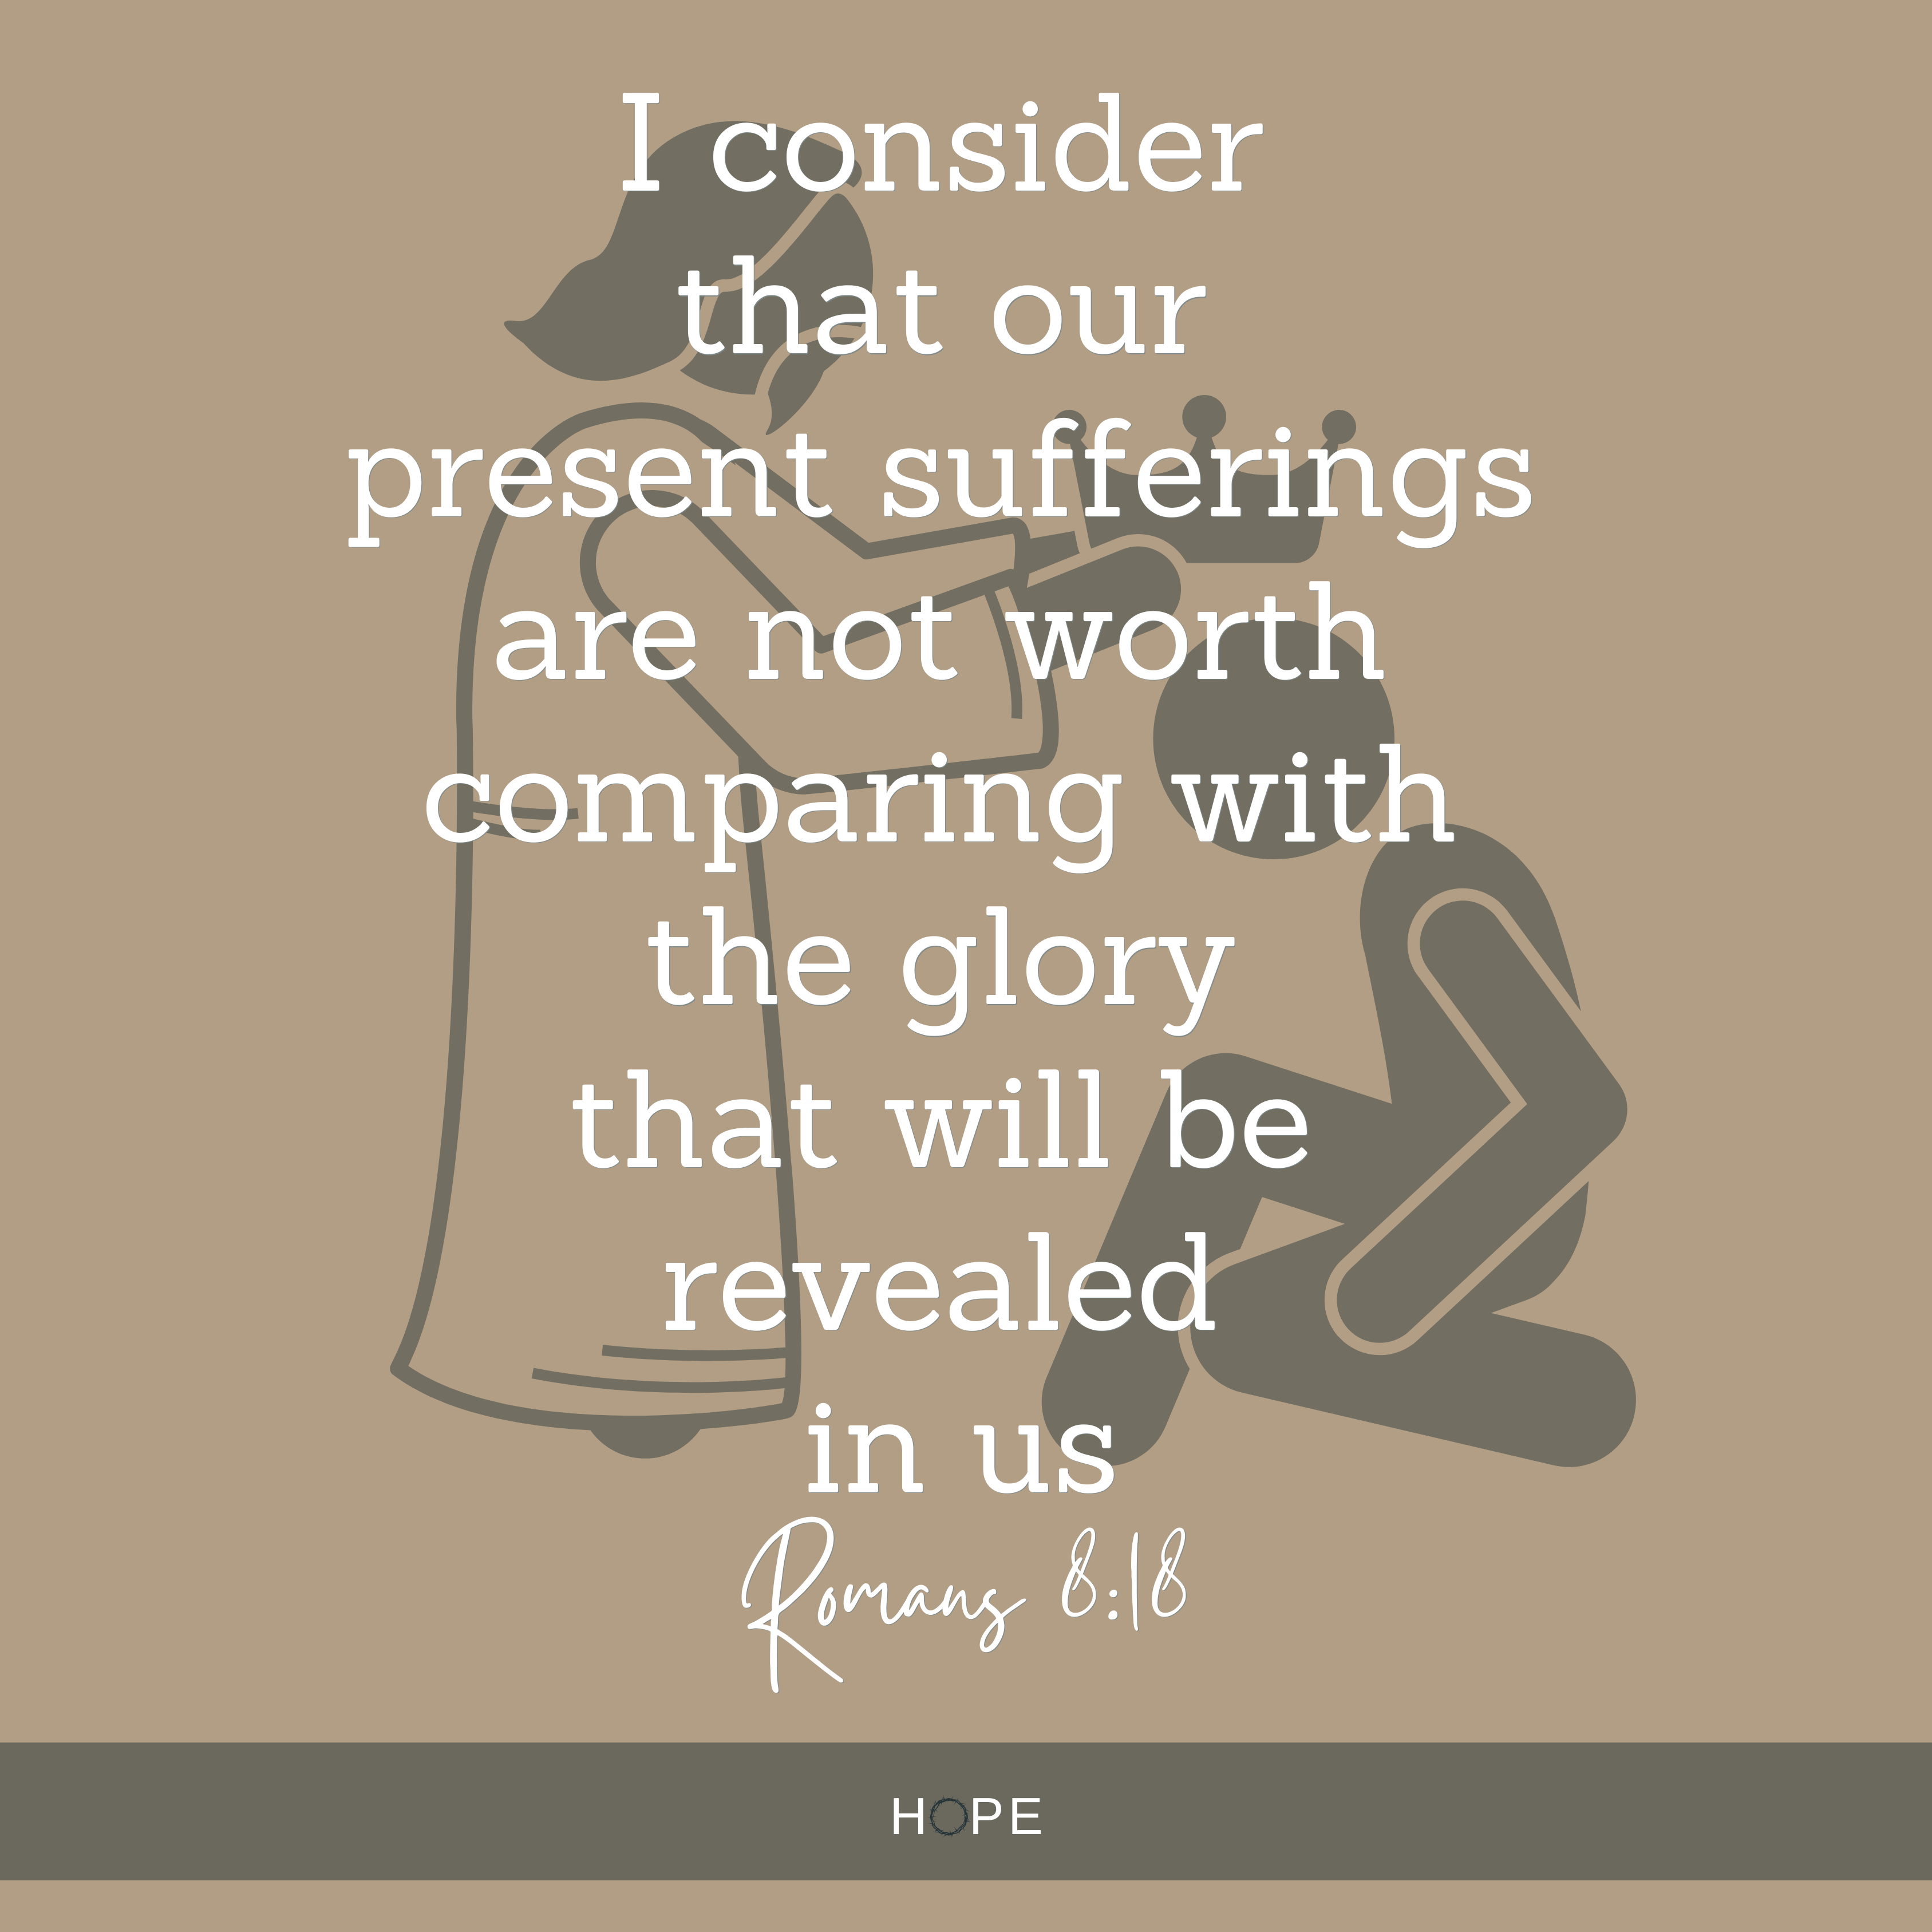 I consider
that our
present sufferings
are not worth
comparing with
the glory
that will be
revealed
in us
Romans 8:18
HOPE